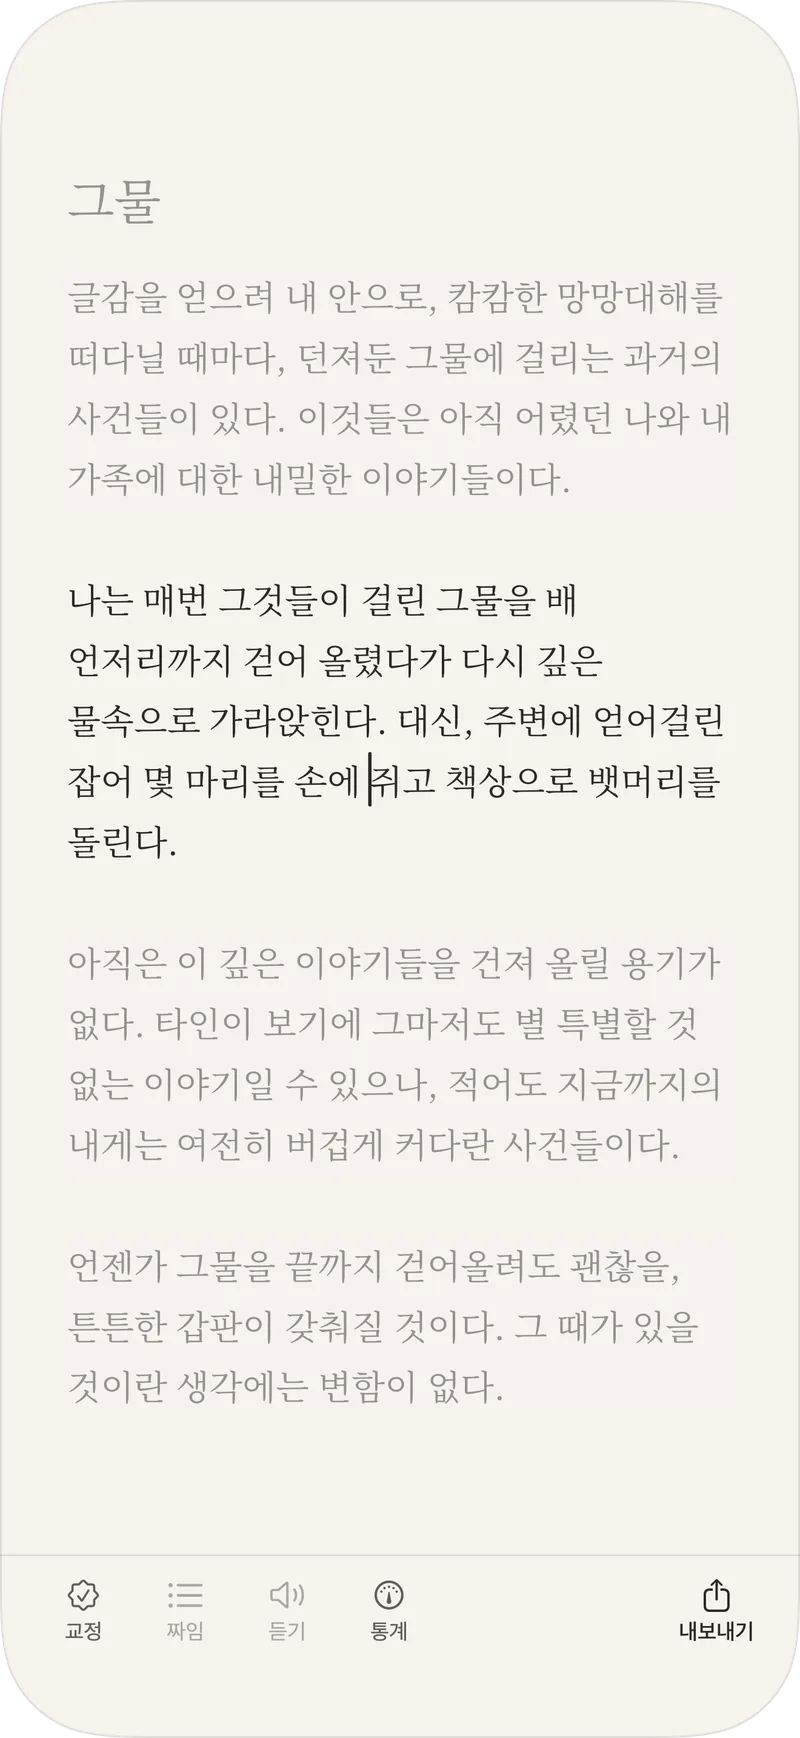 그물
글감을 얻으려 내 안으로, 캄캄한 망망대해를
떠다닐 때마다, 던져둔 그물에 걸리는 과거의
사건들이 있다. 이것들은 아직 어렸던 나와 내
가족에 대한 내밀한 이야기들이다.
나는 매번 그것들이 걸린 그물을 배
언저리까지 걷어 올렸다가 다시 깊은
물속으로 가라앉힌다. 대신, 주변에 얻어걸린
잡어 몇 마리를 손에 쥐고 책상으로 뱃머리를
돌린다.
아직은 이 깊은 이야기들을 건져 올릴 용기가
없다. 타인이 보기에 그마저도 별 특별할 것
없는 이야기일 수 있으나, 적어도 지금까지의
내게는 여전히 버겁게 커다란 사건들이다.
언젠가 그물을 끝까지 걷어올려도 괜찮을,
튼튼한 갑판이 갖춰질 것이다. 그 때가 있을
것이란 생각에는 변함이 없다.
교정 짜임 듣기 통계 내보내기